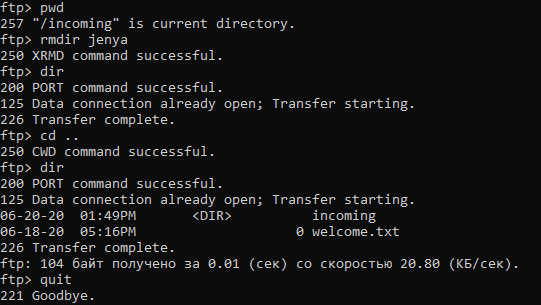 ftp> pwd
257 "/incoming" is current directory.
ftp> rmdir jenya
250 XRMD command successful.
ftp> dir
200 PORT command successful.
125 Data connection already open; Transfer starting.
226 Transfer complete.
ftp> cd ..
250 CWD command successful.
ftp> dir
200 PORT command successful.
125 Data connection already open; Transfer starting.
06-20-20  01:49PM       <DIR>          incoming
06-18-20  05:16PM                    0 welcome.txt
226 Transfer complete.
ftp: 104 байт получено за 0.01 (сек) со скоростью 20.80 (КБ/сек).
ftp> quit
221 Goodbye.